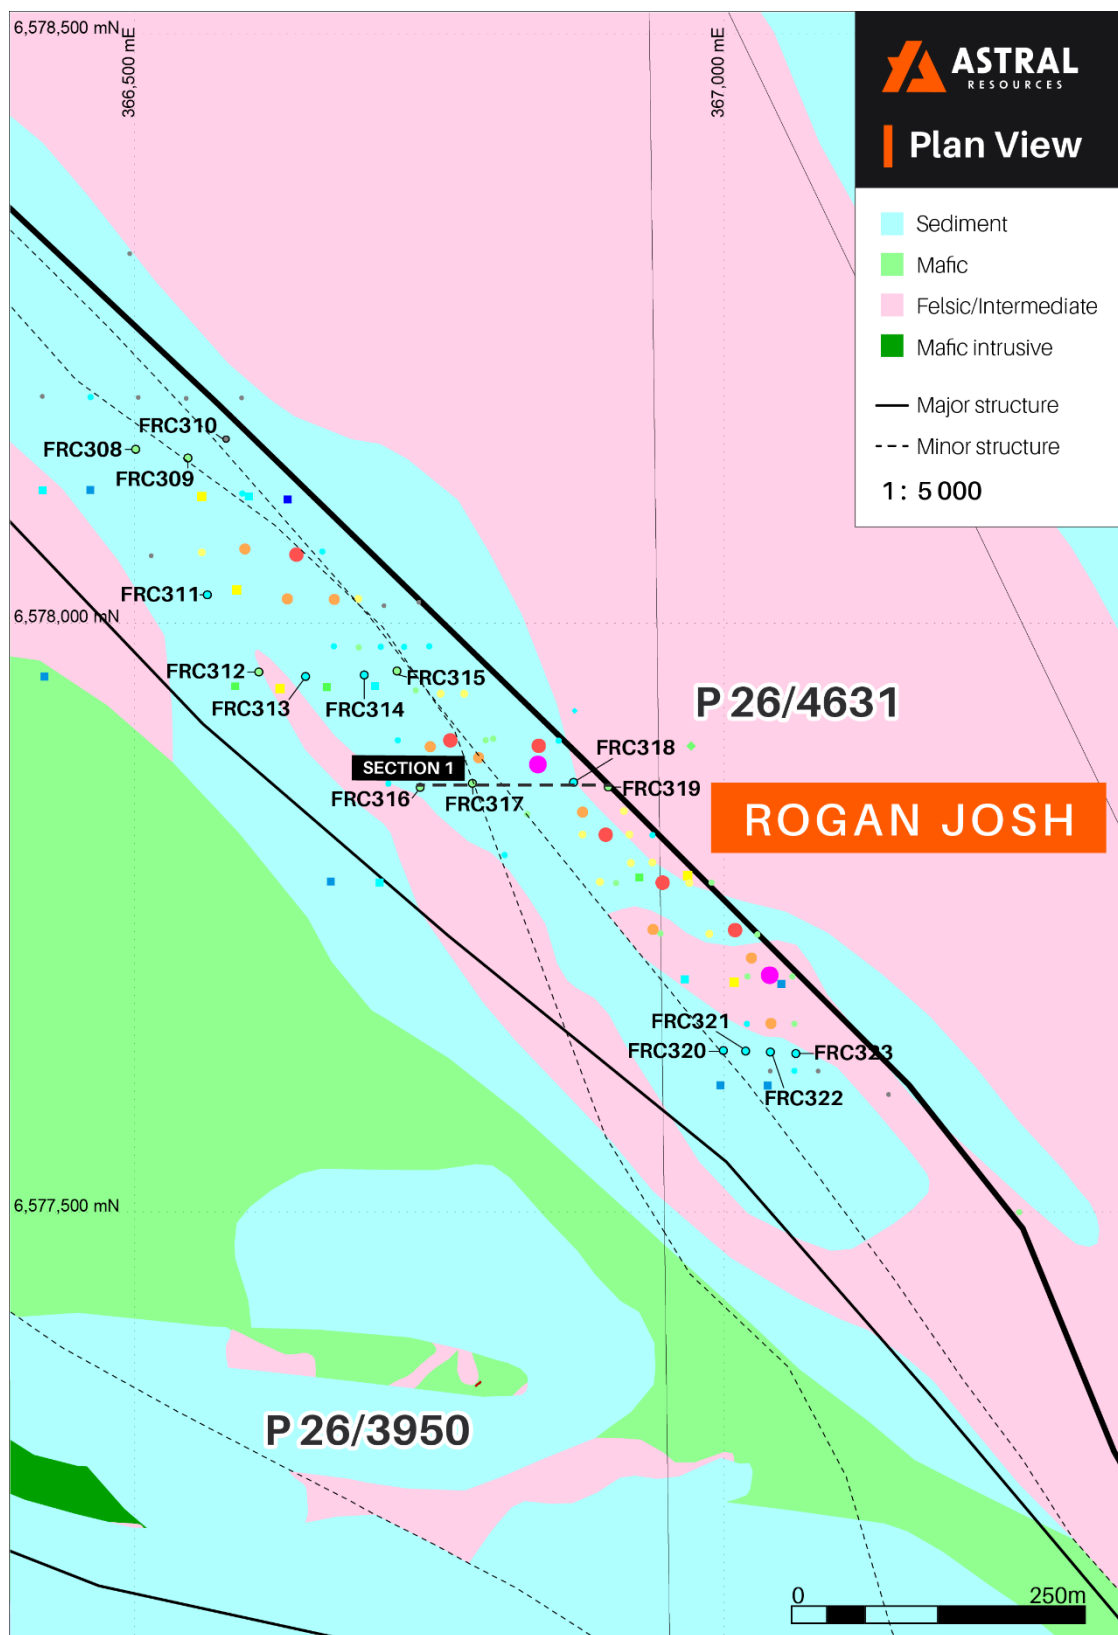 6,578,500 mN
366,500 mE
367,000 mE
ASTRAL
RESOURCES
Plan View
Sediment
Mafic
Felsic/Intermediate
Mafic intrusive
Major structure
Minor structure
1: 5 000
FRC310
FRC308
FRC309
FRC311
6,578,000 mN
FRC312
FRC315
FRC313
FRC314
P 26/4631
FRC318
SECTION 1
FRC316
FRC317
FRC319
ROGAN JOSH
FRC321
FRC320
FRC323
FRC322
6,577,500 mN
P 26/3950
0
250m